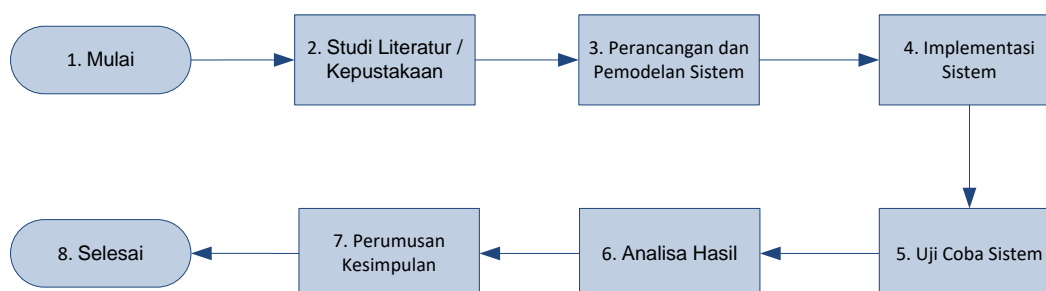 1. Mulai
2. Studi Literatur /
Kepustakaan
3. Perancangan dan
Pemodelan Sistem
4. Implementasi
Sistem
5. Uji Coba Sistem
6. Analisa Hasil
7. Perumusan
Kesimpulan
8. Selesai